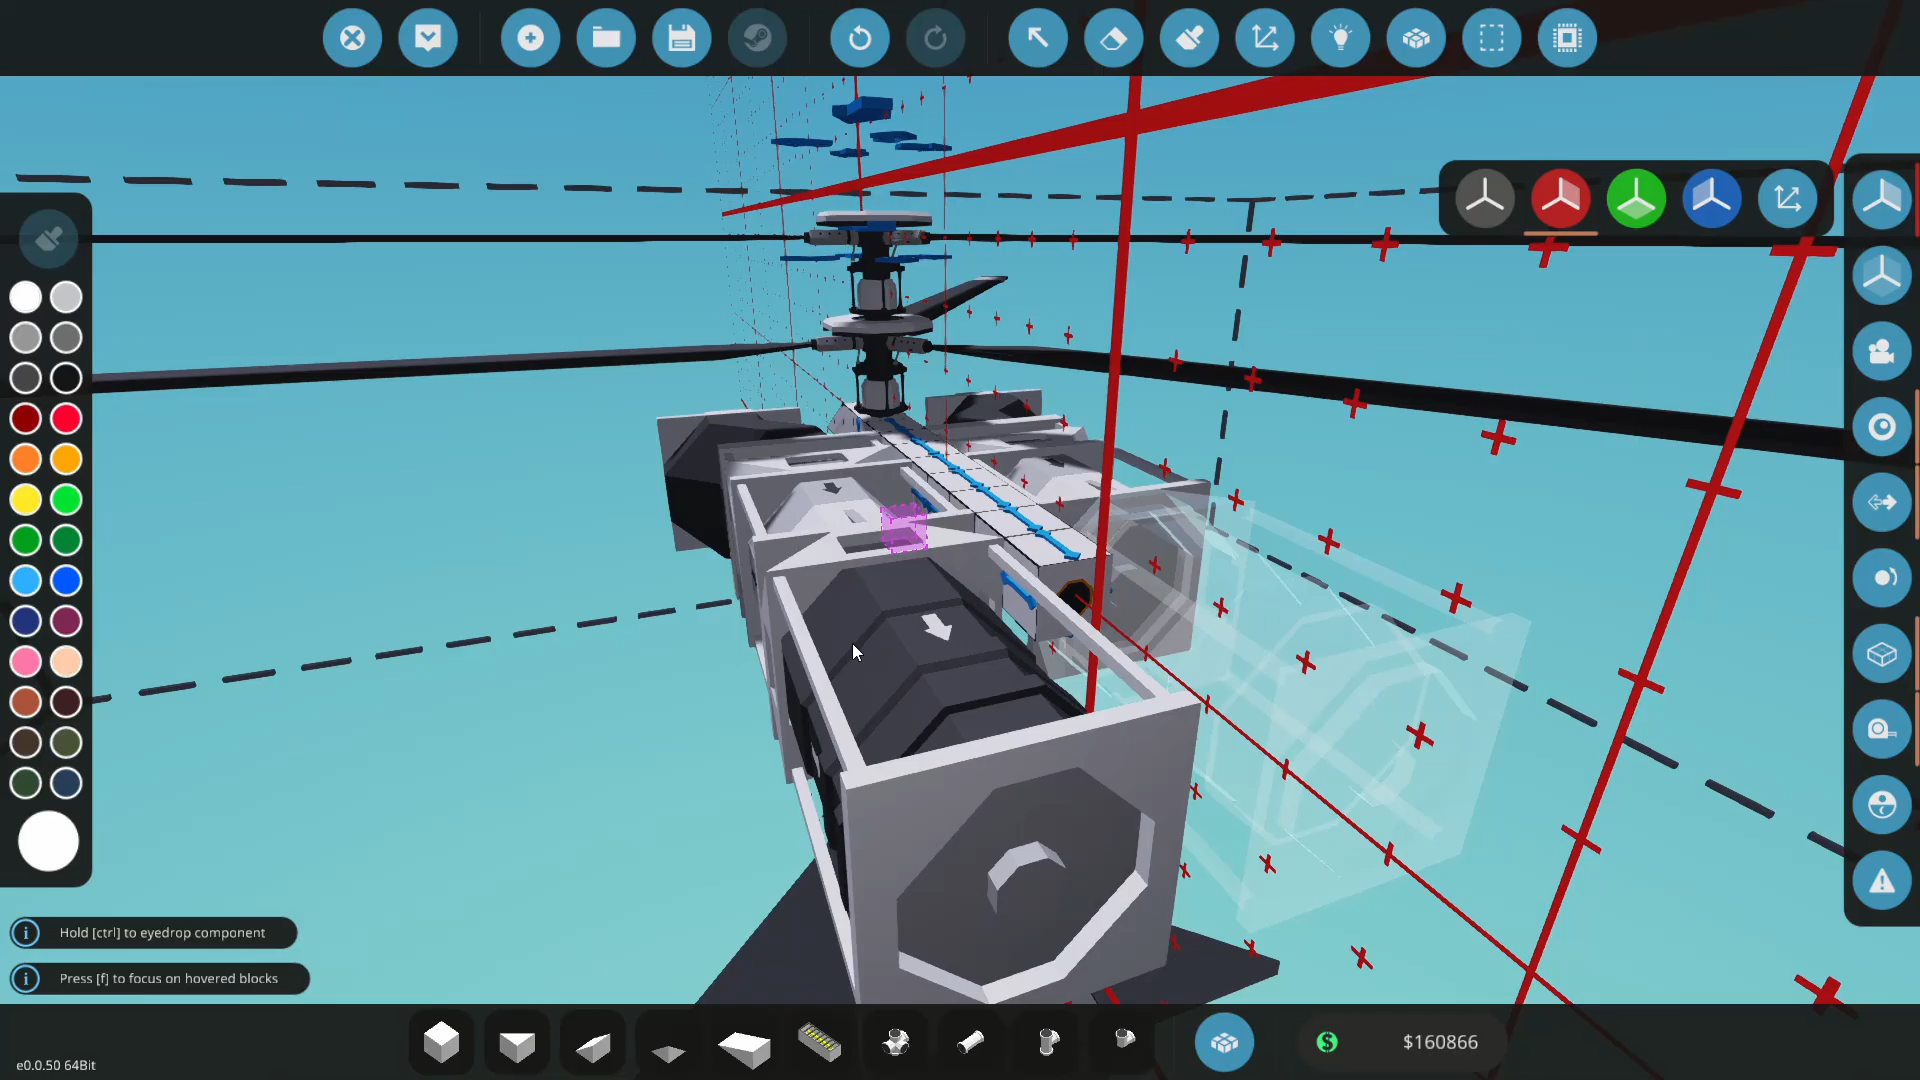 Hold [ctrl] to eyedrop component
Press [f] to focus on hovered blocks
$
$160866
e0.0.50 64Bit